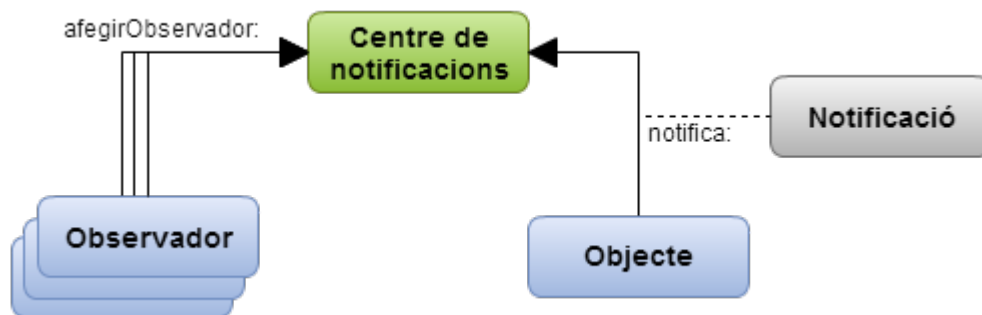 afegirObservador:
Centre de
notificacions
Notificació
notifica:
Observador
Objecte